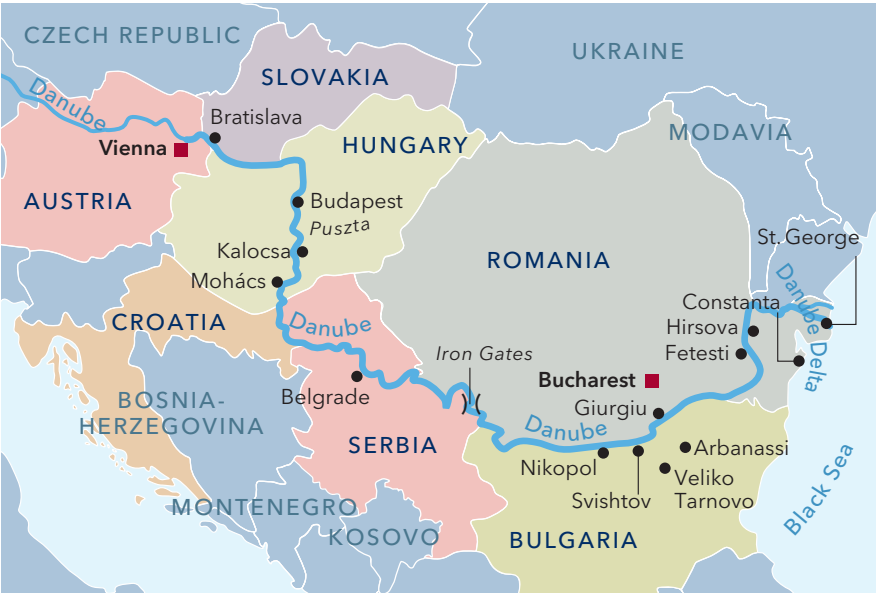 CZECH REPUBLIC
UKRAINE
SLOVAKIA
Danube
Bratislava
MODAVIA
Vienna
HUNGARY
AUSTRIA
Budapest
Puszta
St. George
Kalocsa
ROMANIA
Mohács
Danube Delta
Constanta
CROATIA
Danube
Hirsova
Iron Gates
Fetesti
Bucharest
Belgrade
BOSNIA-
HERZEGOVINA
Giurgiu
Danube
SERBIA
Arbanassi
Nikopol
Veliko
Tarnovo
Svishtov
Black Sea
MONTENEGRO
KOSOVO
BULGARIA